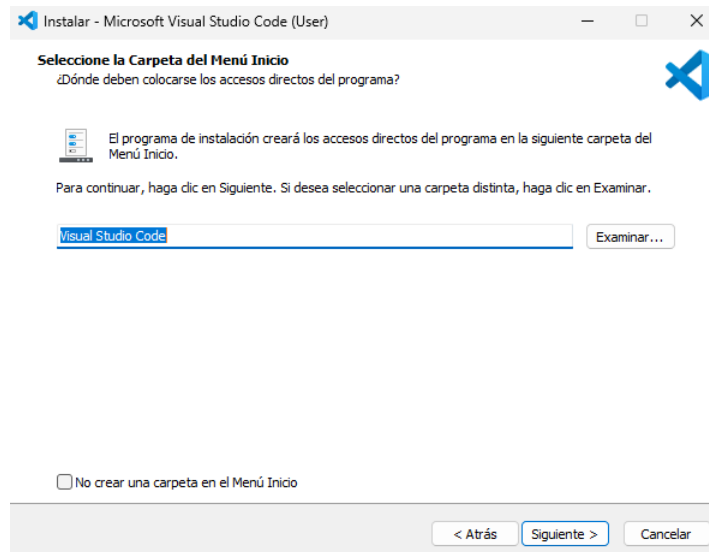 Instalar - Microsoft Visual Studio Code (User)
Seleccione la Carpeta del Menú Inicio
¿Dónde deben colocarse los accesos directos del programa?
El programa de instalación creará los accesos directos del programa en la siguiente carpeta del
Menú Inicio.
Para continuar, haga clic en Siguiente. Si desea seleccionar una carpeta distinta, haga clic en Examinar.
Visual Studio Code
Examinar...
No crear una carpeta en el Menú Inicio
< Atrás
Siguiente >
Cancelar